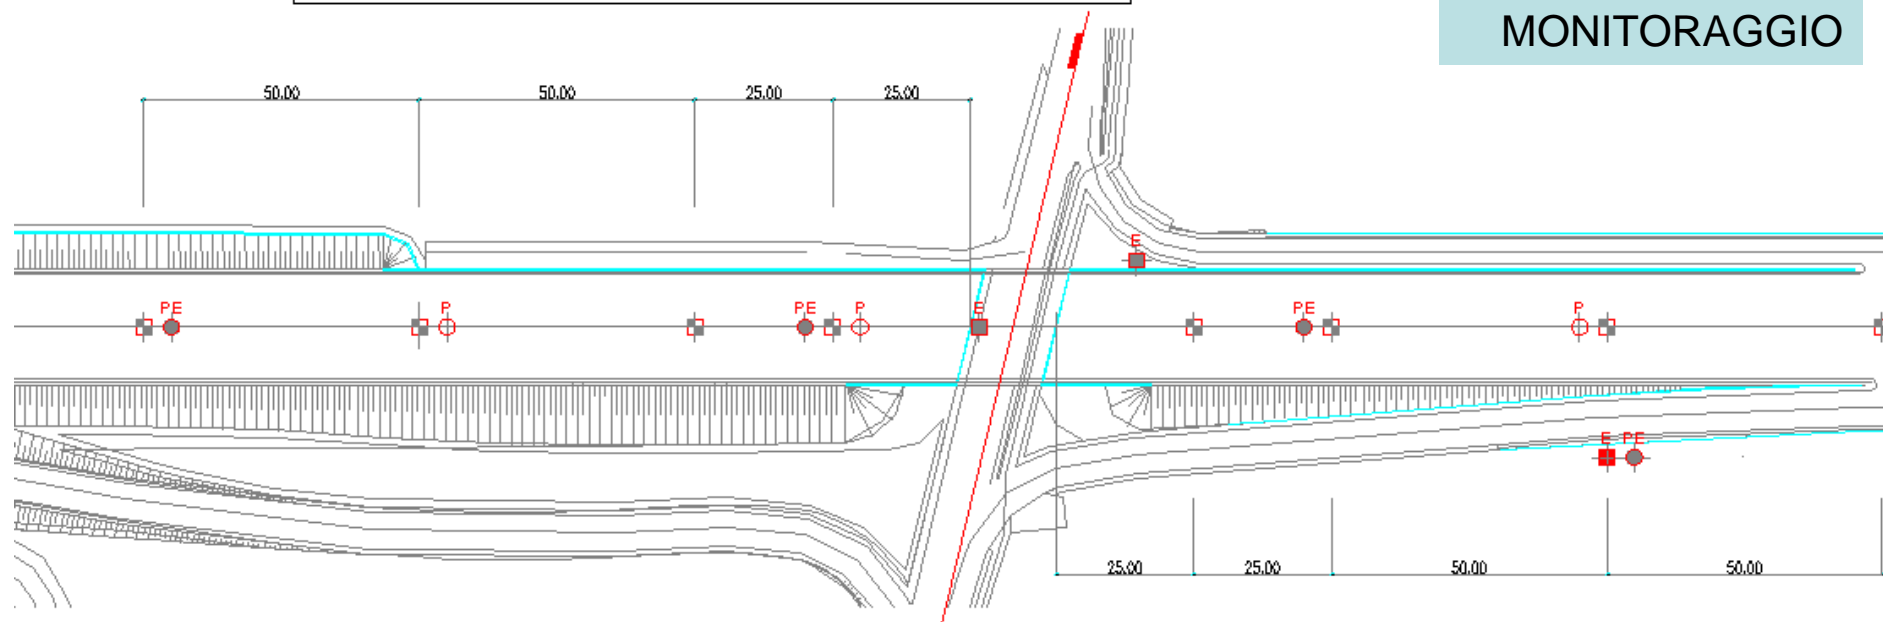 MONITORAGGIO
50.00 50.00 25.00 25.00
E
PE P PE P E PE P
E PE
25.00 25.00 50.00 50.00